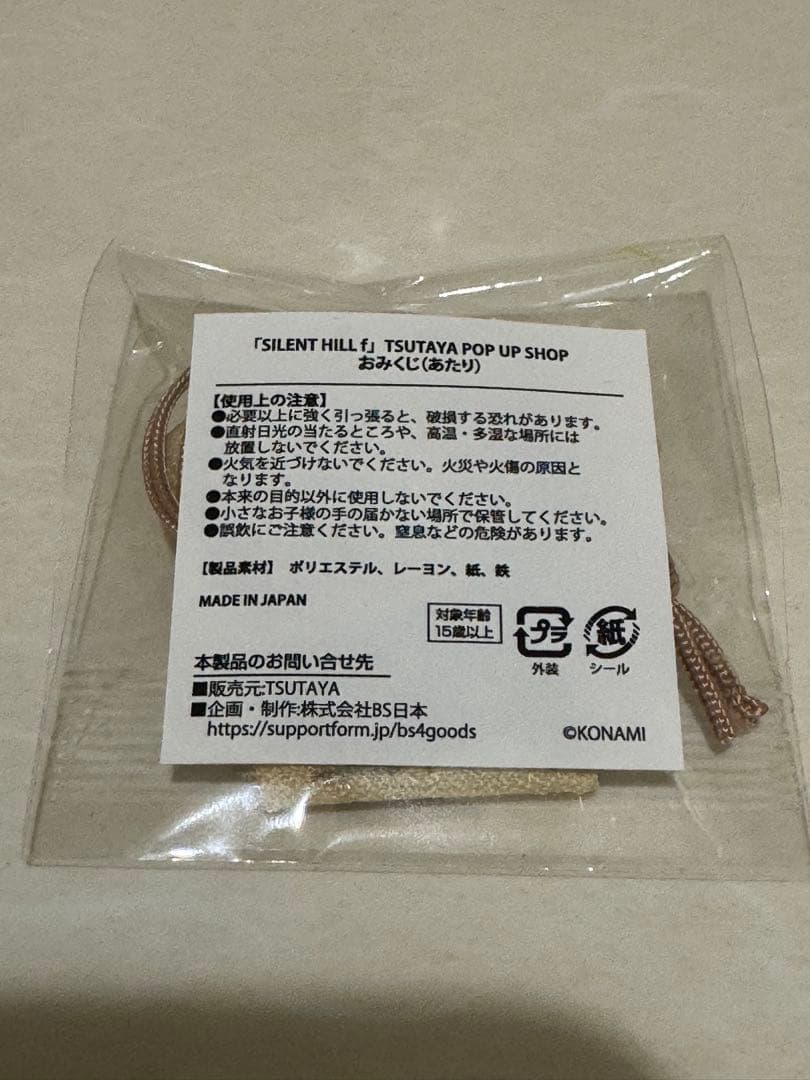 「SILENT HILL f」 TSUTAYA POP UP SHOP
おみくじ(あたり)
【使用上の注意】
●必要以上に強く引っ張ると、破損する恐れがあります。
●直射日光の当たるところや、高温・多湿な場所には
放置しないでください。
●火気を近づけないでください。火災や火傷の原因と
なります。
●本来の目的以外に使用しないでください。
●小さなお子様の手の届かない場所で保管してください。
●誤飲にご注意ください。窒息などの危険があります。
【製品素材】 ポリエステル、レーヨン、紙、鉄
MADE IN JAPAN
対象年齢
15歳以上
プラ
外装
紙
シール
本製品のお問い合せ先
■販売元:TSUTAYA
■企画・制作:株式会社BS日本
https://supportform.jp/bs4goods
©KONAMI